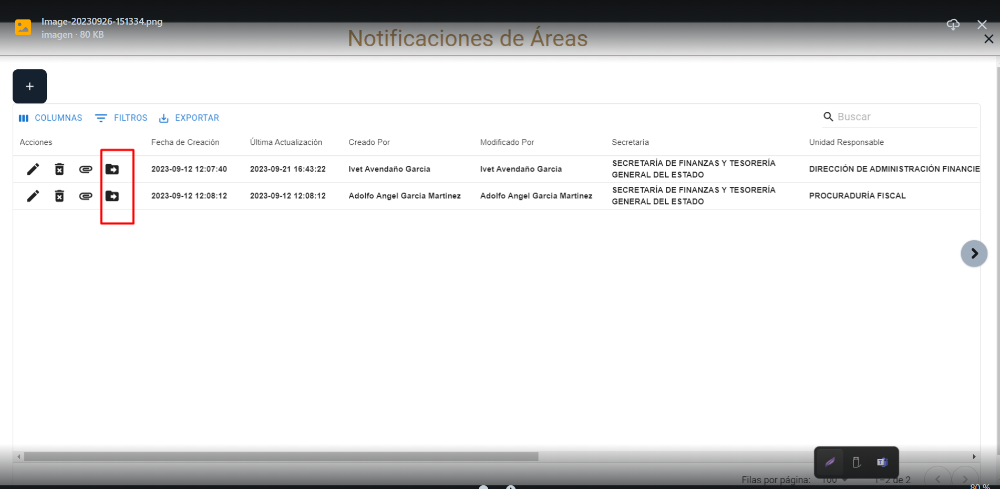 Image-20230926-151334.png
imagen · 80 KB
Notificaciones de Áreas
+
COLUMNAS FILTROS EXPORTAR Buscar
Acciones Fecha de Creación Última Actualización Creado Por Modificado Por Secretaría Unidad Responsable
2023-09-12 12:07:40 2023-09-21 16:43:22 Ivet Avendaño García Ivet Avendaño García SECRETARÍA DE FINANZAS Y TESORERÍA
GENERAL DEL ESTADO DIRECCIÓN DE ADMINISTRACIÓN FINANCIE
2023-09-12 12:08:12 2023-09-12 12:08:12 Adolfo Angel Garcia Martinez Adolfo Angel Garcia Martinez SECRETARÍA DE FINANZAS Y TESORERÍA
GENERAL DEL ESTADO PROCURADURÍA FISCAL
Filas por página: 100 1–2 de 2
80 %